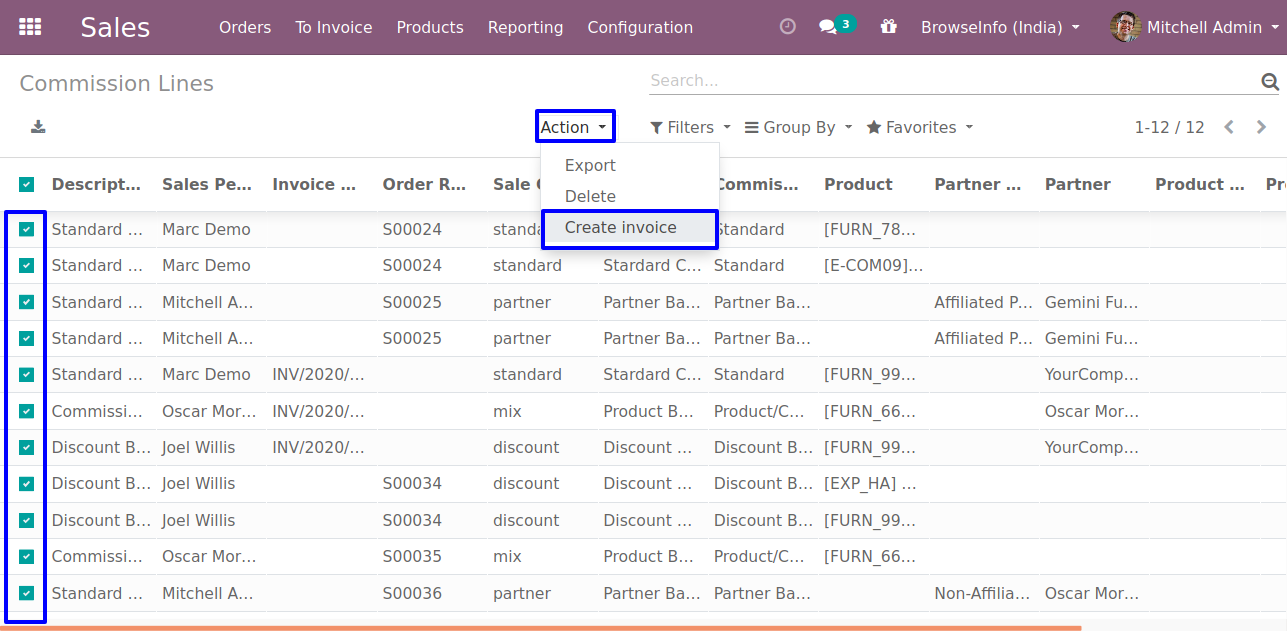 Sales Orders To Invoice Products Reporting Configuration 3 BrowseInfo (India) Mitchell Admin
Commission Lines Search...
Action Filters Group By Favorites 1-12 / 12
Export
Delete
Create invoice
Descript... Sales Pe... Invoice ... Order R... Sale Commis... Product Partner ... Partner Product ...
Standard ... Marc Demo S00024 standa Standard [FURN_78...
Standard ... Marc Demo S00024 standard Stardard C... Standard [E-COM09]...
Standard ... Mitchell A... S00025 partner Partner Ba... Partner Ba... Affiliated P... Gemini Fu...
Standard ... Mitchell A... S00025 partner Partner Ba... Partner Ba... Affiliated P... Gemini Fu...
Standard ... Marc Demo INV/2020/... standard Stardard C... Standard [FURN_99... YourComp...
Commissi... Oscar Mor... INV/2020/... mix Product B... Product/C... [FURN_66... Oscar Mor...
Discount B... Joel Willis INV/2020/... discount Discount ... Discount B... [FURN_99... YourComp...
Discount B... Joel Willis S00034 discount Discount ... Discount B... [EXP_HA] ...
Discount B... Joel Willis S00034 discount Discount ... Discount B... [FURN_99...
Commissi... Oscar Mor... S00035 mix Product B... Product/C... [FURN_66...
Standard ... Mitchell A... S00036 partner Partner Ba... Partner Ba... Non-Affilia... Oscar Mor...